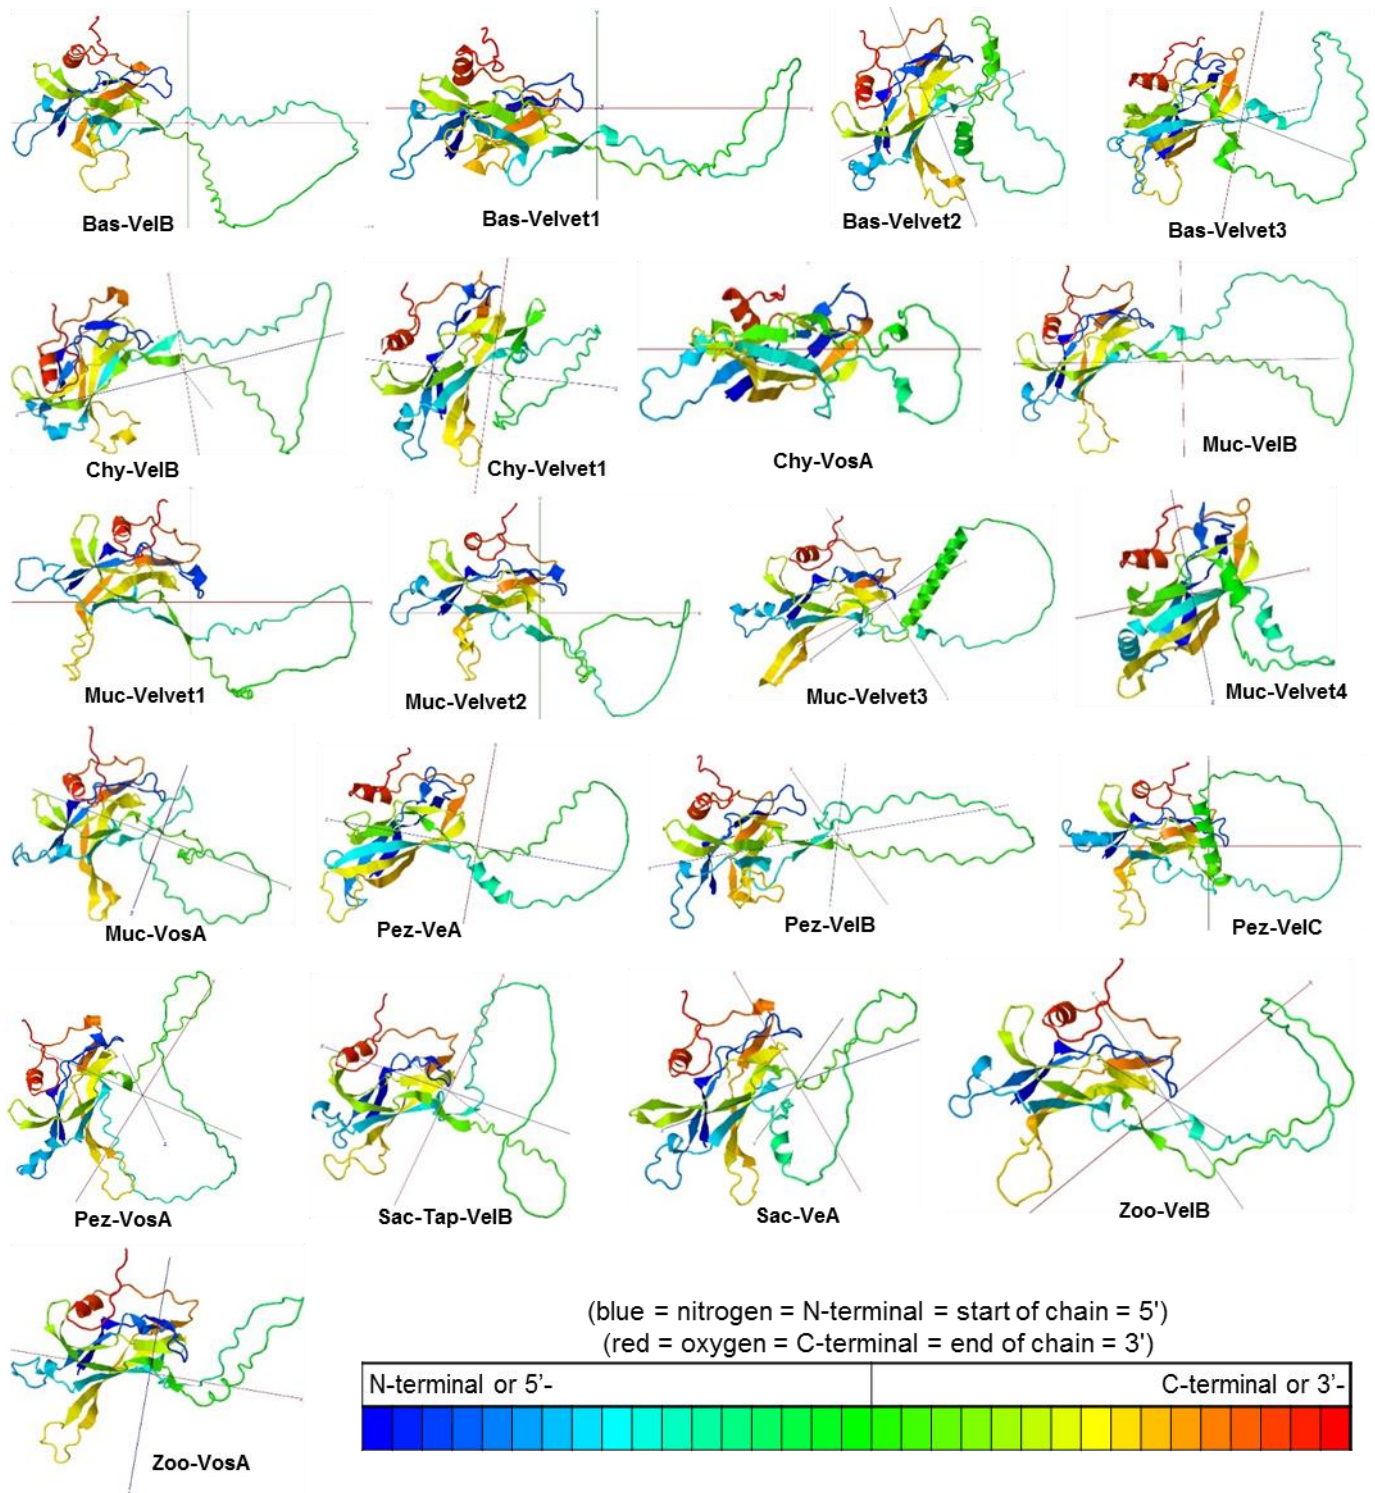 Bas-VelB
Bas-Velvet1
Bas-Velvet2
Bas-Velvet3
Chy-VelB
Chy-Velvet1
Chy-VosA
Muc-VelB
Muc-Velvet1
Muc-Velvet2
Muc-Velvet3
Muc-Velvet4
Muc-VosA
Pez-VeA
Pez-VelB
Pez-VelC
Pez-VosA
Sac-Tap-VelB
Sac-VeA
Zoo-VelB
Zoo-VosA
(blue = nitrogen = N-terminal = start of chain = 5')
(red = oxygen = C-terminal = end of chain = 3')
N-terminal or 5'-
C-terminal or 3'-